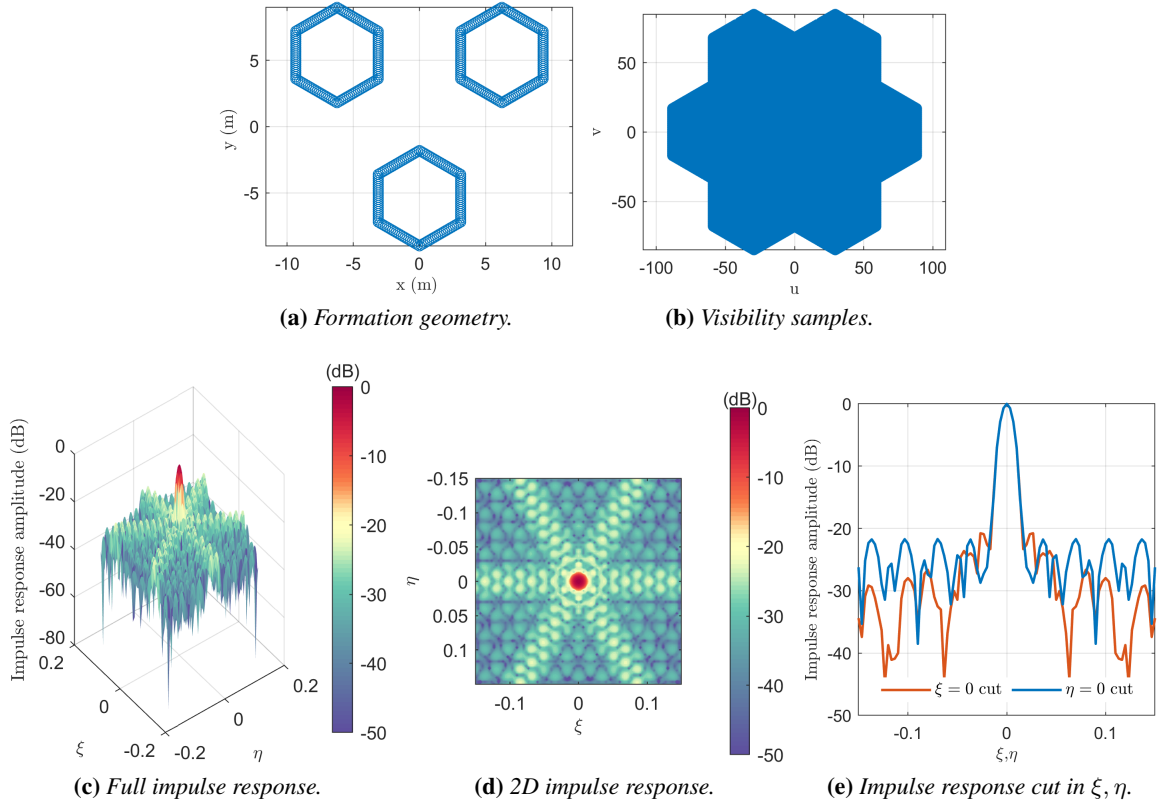 5
0
-5
y (m)
-10
-5
0
5
10
x (m)
(a) Formation geometry.
50
0
-50
v
-100
-50
0
50
100
u
(b) Visibility samples.
(dB)
0
-10
-20
-30
-40
-50
0
-20
-40
-60
-80
Impulse response amplitude (dB)
0.2
0
-0.2
ξ
-0.2
0
0.2
η
(c) Full impulse response.
(dB)
0
-10
-20
-30
-40
-50
-0.15
-0.1
-0.05
0
0.05
0.1
η
-0.1
0
0.1
ξ
(d) 2D impulse response.
0
-10
-20
-30
-40
-50
Impulse response amplitude (dB)
ξ = 0 cut
η = 0 cut
-0.1
0
0.1
ξ,η
(e) Impulse response cut in ξ, η.